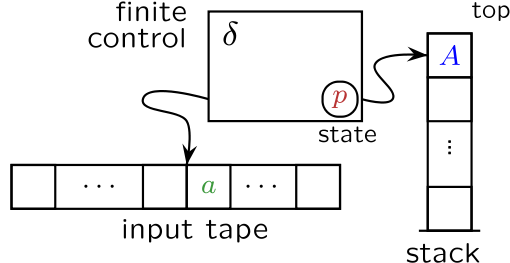 finite
control
δ
top
A
p
state
⋮
··· a ···
input tape
stack